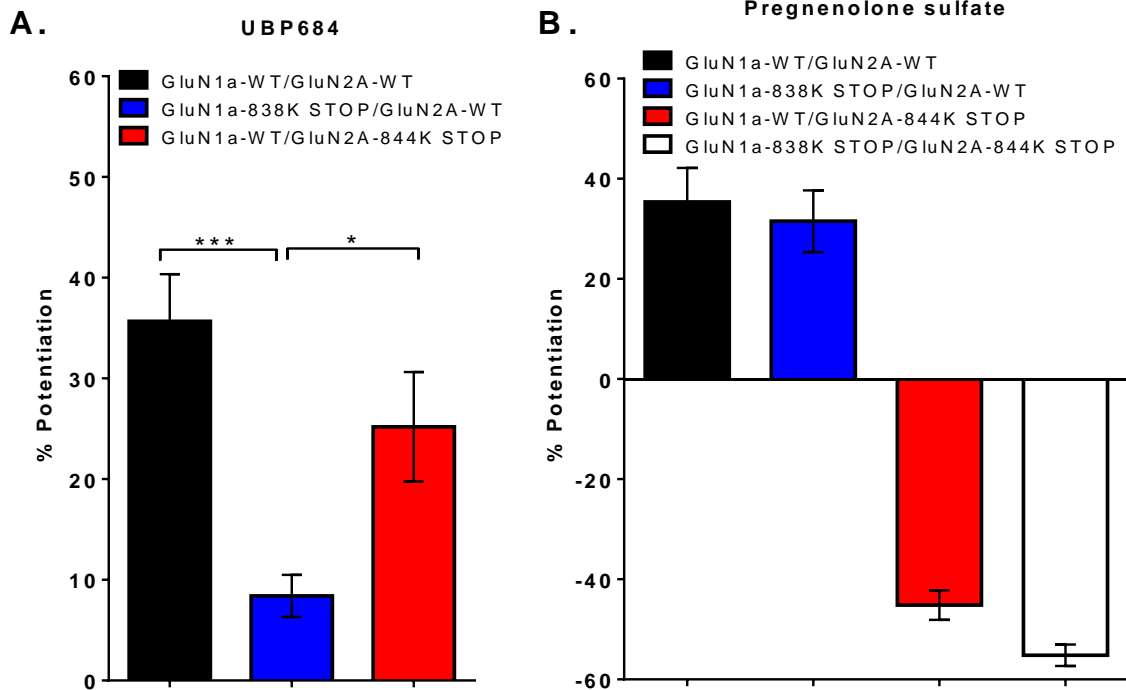 A.
UBP684
GluN1a-WT/GluN2A-WT
GluN1a-838K STOP/GluN2A-WT
GluN1a-WT/GluN2A-844K STOP
60
50
40
30
20
10
0
% Potentiation
***
*
B.
Pregnenolone sulfate
GluN1a-WT/GluN2A-WT
GluN1a-838K STOP/GluN2A-WT
GluN1a-WT/GluN2A-844K STOP
GluN1a-838K STOP/GluN2A-844K STOP
60
40
20
0
-20
-40
-60
% Potentiation